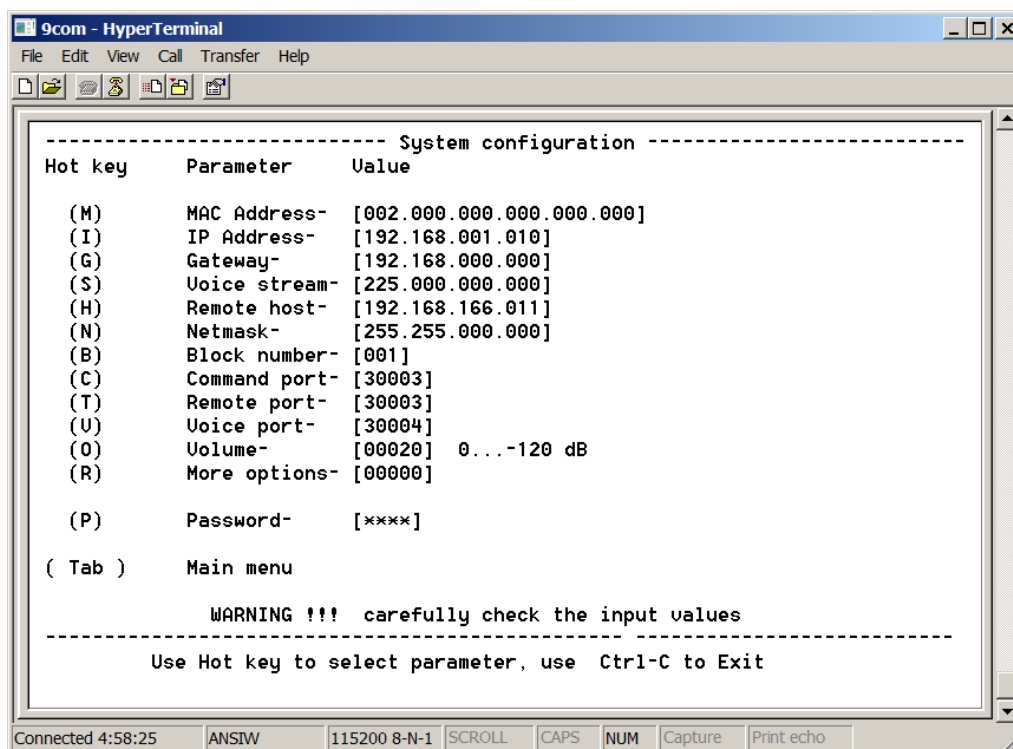 9com - HyperTerminal
File Edit View Call Transfer Help
----------------------------- System configuration ---------------------------
Hot key Parameter Value
(M) MAC Address- [002.000.000.000.000.000]
(I) IP Address- [192.168.001.010]
(G) Gateway- [192.168.000.000]
(S) Voice stream- [225.000.000.000]
(H) Remote host- [192.168.166.011]
(N) Netmask- [255.255.000.000]
(B) Block number- [001]
(C) Command port- [30003]
(T) Remote port- [30003]
(V) Voice port- [30004]
(O) Volume- [00020] 0...-120 dB
(R) More options- [00000]
(P) Password- [****]
( Tab ) Main menu
WARNING !!! carefully check the input values
------------------------------------------------- ---------------------------
Use Hot key to select parameter, use Ctrl-C to Exit
Connected 4:58:25 ANSIW 115200 8-N-1 SCROLL CAPS NUM Capture Print echo